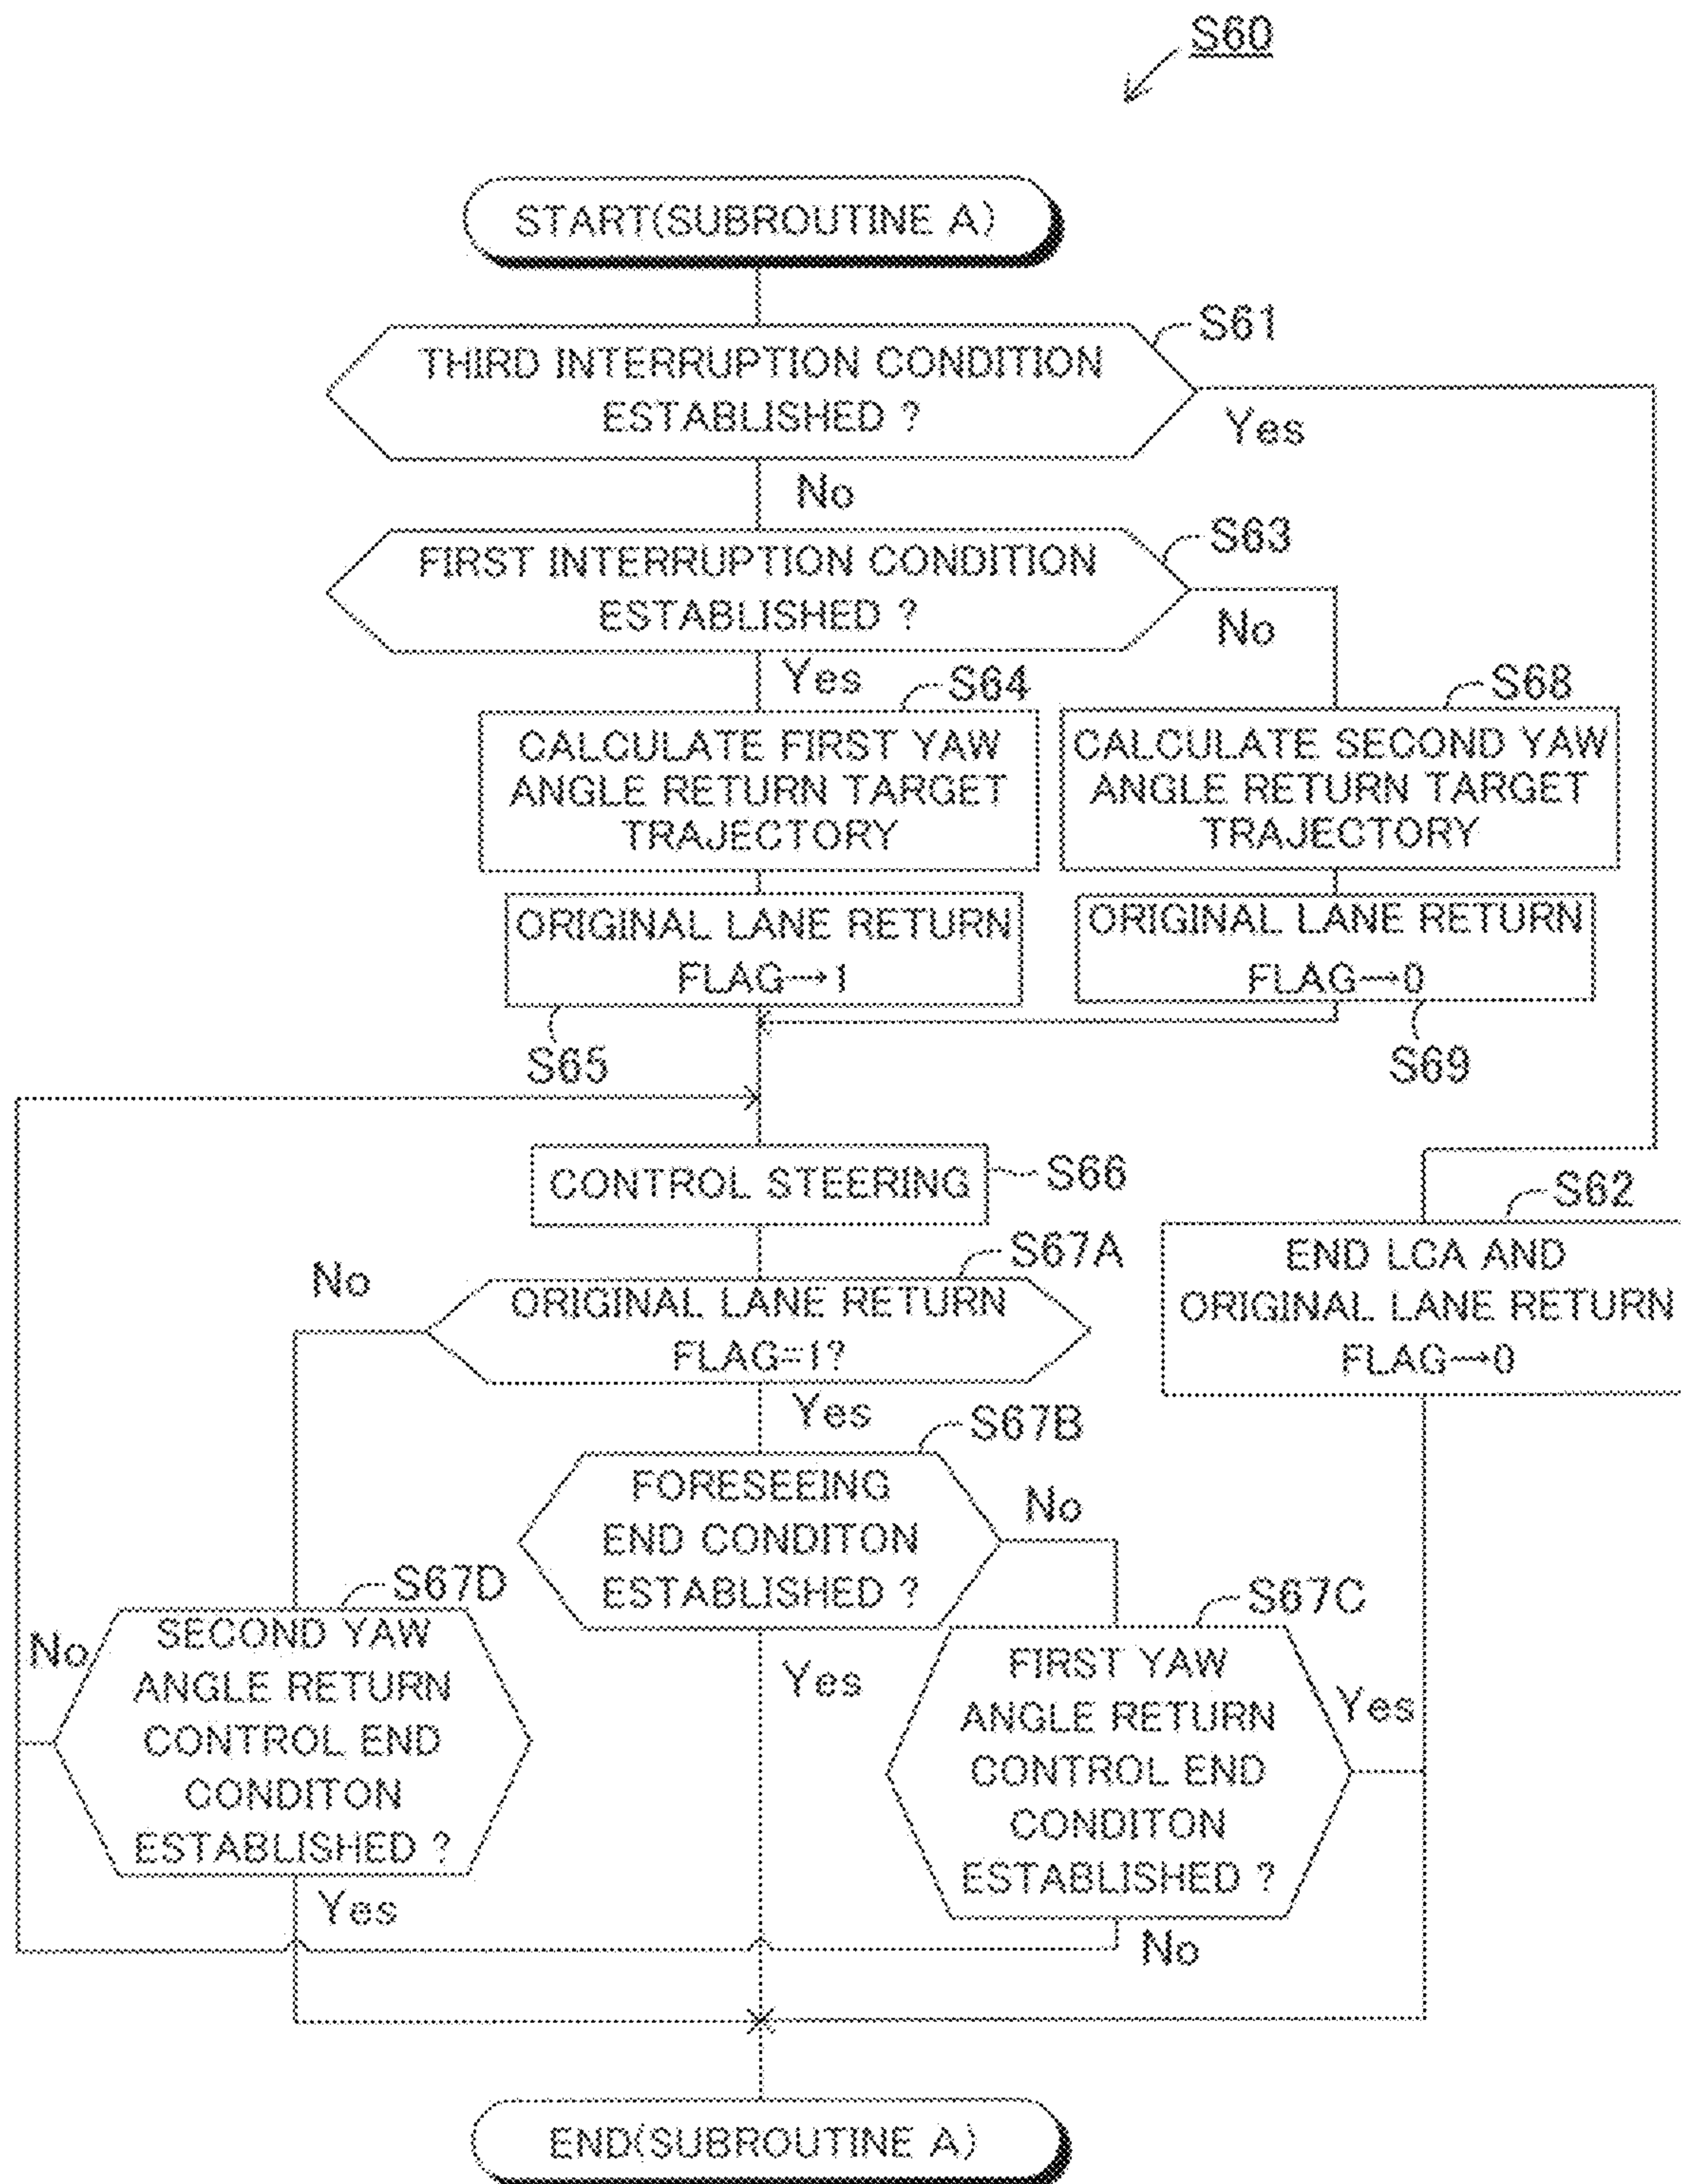 S60
START(SUBROUTINE A)
S61
THIRD INTERRUPTION CONDITION
ESTABLISHED ?
Yes
No
S63
FIRST INTERRUPTION CONDITION
ESTABLISHED ?
No
Yes
S64
S68
CALCULATE FIRST YAW
ANGLE RETURN TARGET
TRAJECTORY
CALCULATE SECOND YAW
ANGLE RETURN TARGET
TRAJECTORY
ORIGINAL LANE RETURN
FLAG→1
ORIGINAL LANE RETURN
FLAG→0
S65
S69
CONTROL STEERING
S66
S62
END LCA AND
ORIGINAL LANE RETURN
FLAG→0
S67A
No
ORIGINAL LANE RETURN
FLAG=1?
Yes
S67B
FORESEEING
END CONDITON
ESTABLISHED ?
No
Yes
S67D
No
SECOND YAW
ANGLE RETURN
CONTROL END
CONDITON
ESTABLISHED ?
Yes
S67C
FIRST YAW
ANGLE RETURN
CONTROL END
CONDITON
ESTABLISHED ?
Yes
No
END(SUBROUTINE A)